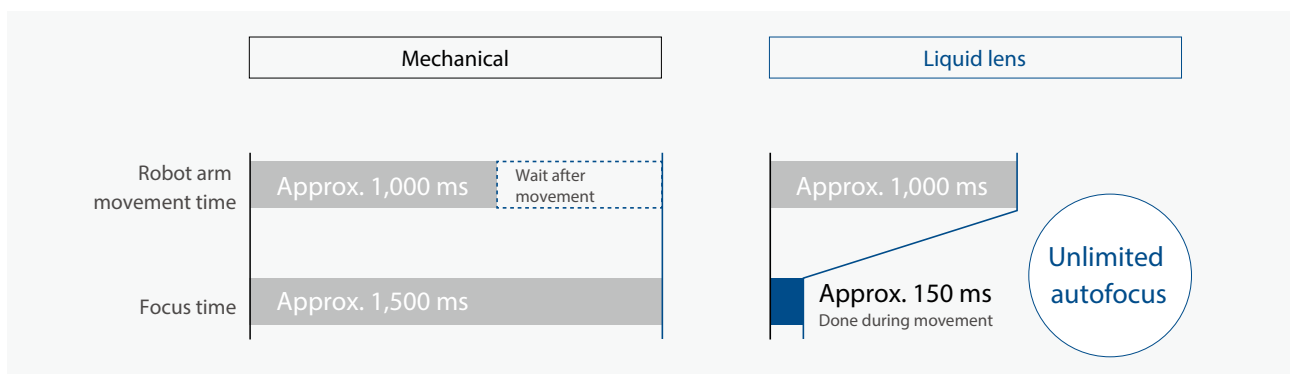 Mechanical
Liquid lens
Robot arm
movement time
Approx. 1,000 ms
Wait after
movement
Approx. 1,000 ms
Focus time
Approx. 1,500 ms
Approx. 150 ms
Done during movement
Unlimited
autofocus